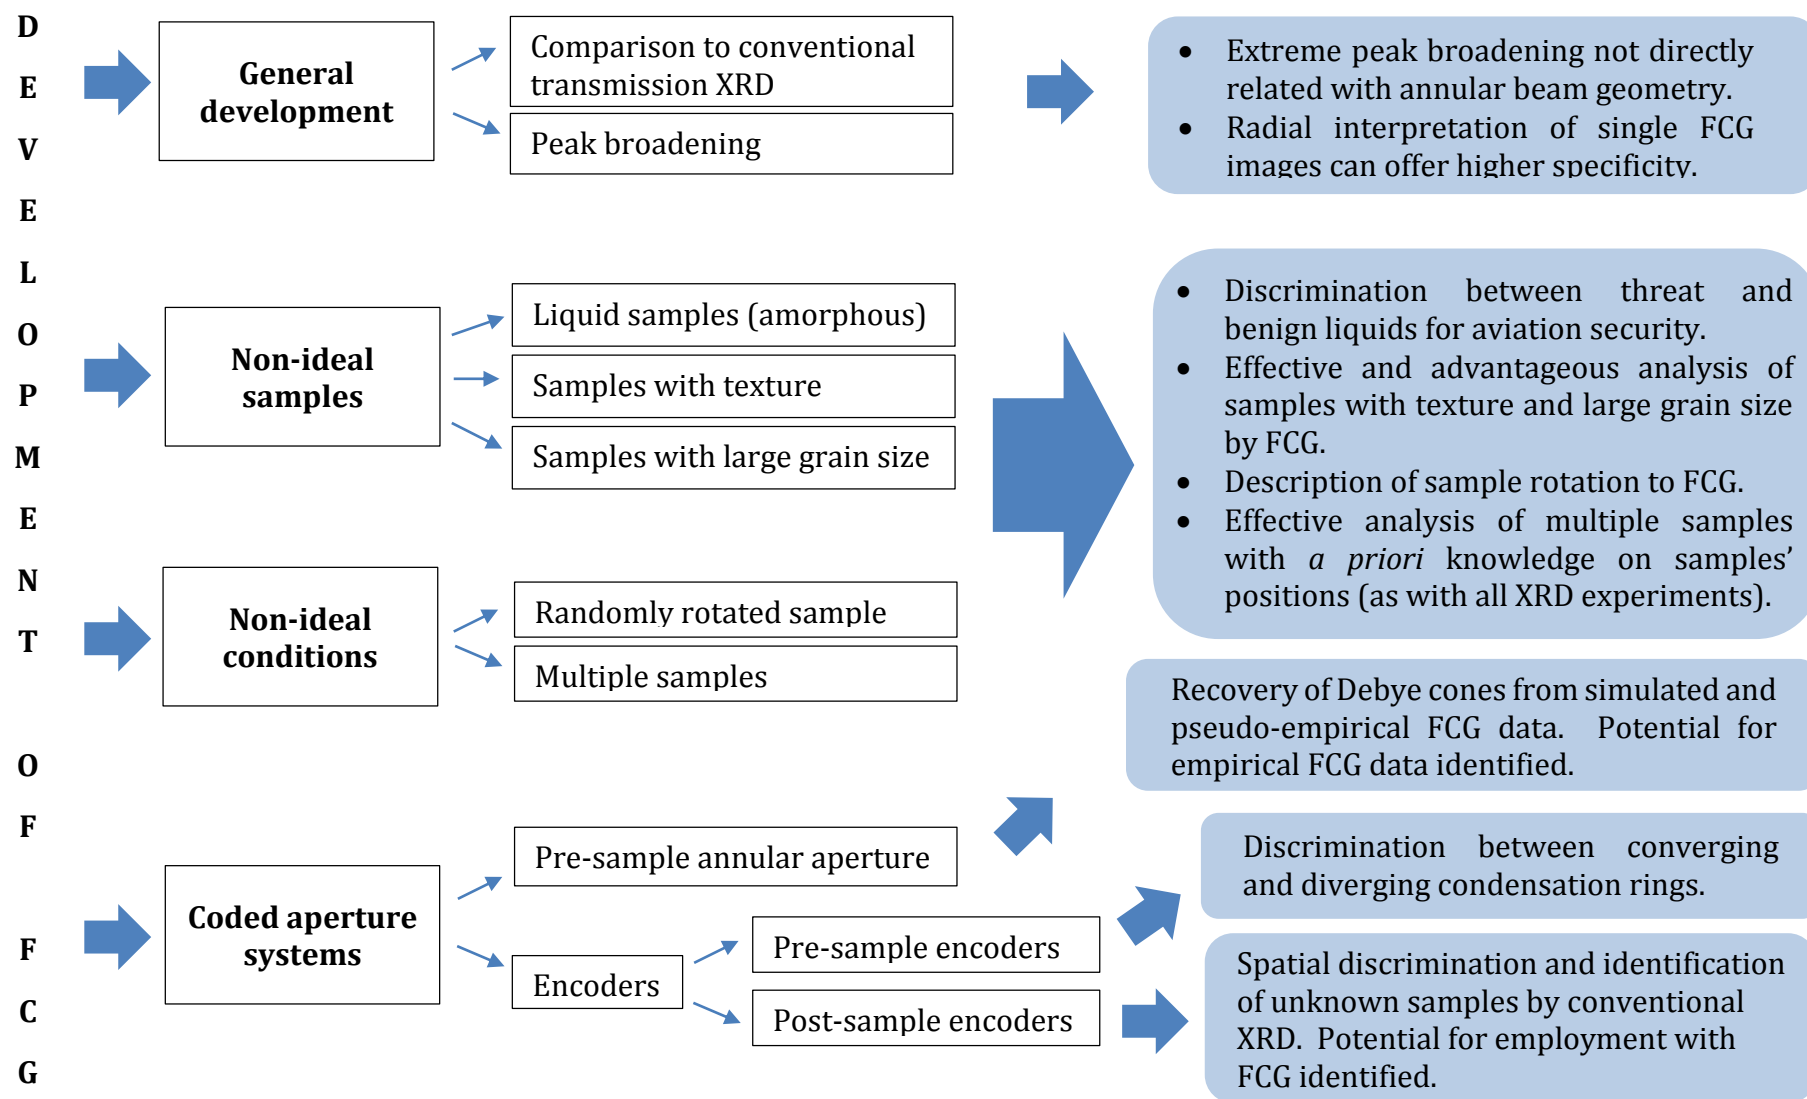 D
E
V
E
L
O
P
M
E
N
T
O
F
F
C
G
General
development
Comparison to conventional
transmission XRD
Peak broadening
• Extreme peak broadening not directly
related with annular beam geometry.
• Radial interpretation of single FCG
images can offer higher specificity.
Non-ideal
samples
Liquid samples (amorphous)
Samples with texture
Samples with large grain size
Non-ideal
conditions
Randomly rotated sample
Multiple samples
• Discrimination between threat and
benign liquids for aviation security.
• Effective and advantageous analysis of
samples with texture and large grain size
by FCG.
• Description of sample rotation to FCG.
• Effective analysis of multiple samples
with a priori knowledge on samples’
positions (as with all XRD experiments).
Coded aperture
systems
Pre-sample annular aperture
Encoders
Pre-sample encoders
Post-sample encoders
Recovery of Debye cones from simulated and
pseudo-empirical FCG data. Potential for
empirical FCG data identified.
Discrimination between converging
and diverging condensation rings.
Spatial discrimination and identification
of unknown samples by conventional
XRD. Potential for employment with
FCG identified.